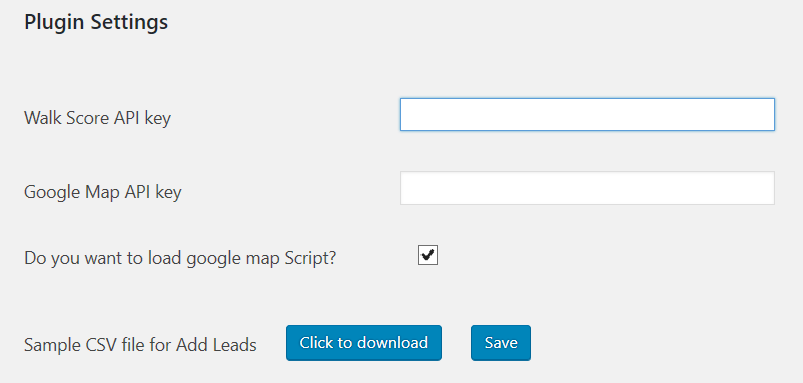 Plugin Settings
Walk Score API key
Google Map API key
Do you want to load google map Script?
Sample CSV file for Add Leads Click to download Save